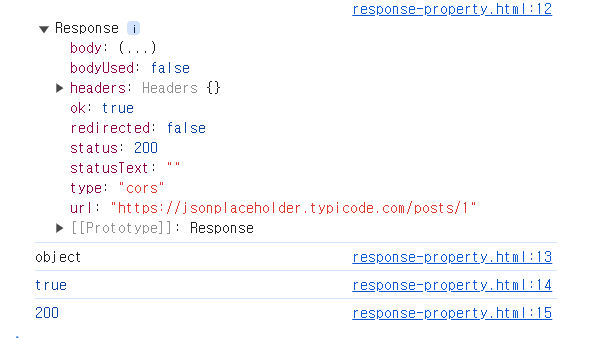 response-property.html:12
▼ Response i
body: (...)
bodyUsed: false
▶ headers: Headers {}
ok: true
redirected: false
status: 200
statusText: ""
type: "cors"
url: "https://jsonplaceholder.typicode.com/posts/1"
▶ [[Prototype]]: Response
object response-property.html:13
true response-property.html:14
200 response-property.html:15